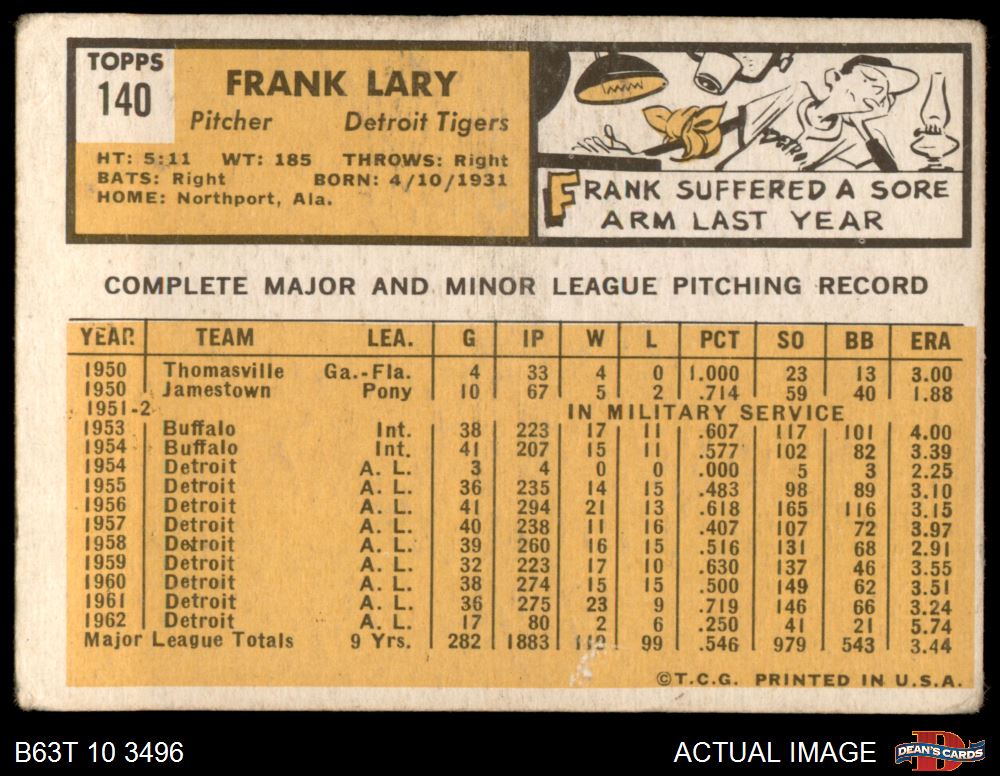 TOPPS
140
FRANK LARY
Pitcher Detroit Tigers
HT: 5:11 WT: 185 THROWS: Right
BATS: Right BORN: 4/10/1931
HOME: Northport, Ala.
DETRO
FRANK SUFFERED A SORE
ARM LAST YEAR
COMPLETE MAJOR AND MINOR LEAGUE PITCHING RECORD
YEAR TEAM LEA. G IP W L PCT SO BB ERA
1950 Thomasville Ga.-Fla. 4 33 4 0 1.000 23 13 3.00
1950 Jamestown Pony 10 67 5 2 .714 59 40 1.88
1951-2 IN MILITARY SERVICE
1953 Buffalo Int. 38 223 17 11 .607 117 101 4.00
1954 Buffalo Int. 41 207 15 11 .577 102 82 3.39
1954 Detroit A. L. 3 4 0 0 .000 5 3 2.25
1955 Detroit A. L. 36 235 14 15 .483 98 89 3.10
1956 Detroit A. L. 41 294 21 13 .618 165 116 3.15
1957 Detroit A. L. 40 238 11 16 .407 107 72 3.97
1958 Detroit A. L. 39 260 16 15 .516 131 68 2.91
1959 Detroit A. L. 32 223 17 10 .630 137 46 3.55
1960 Detroit A. L. 38 274 15 15 .500 149 62 3.51
1961 Detroit A. L. 36 275 23 9 .719 146 66 3.24
1962 Detroit A. L. 17 80 2 6 .250 41 21 5.74
Major League Totals 9 Yrs. 282 1883 119 99 .546 979 543 3.44
©T.C.G. PRINTED IN U.S.A.
B63T 10 3496 ACTUAL IMAGE DEAN'S CARDS